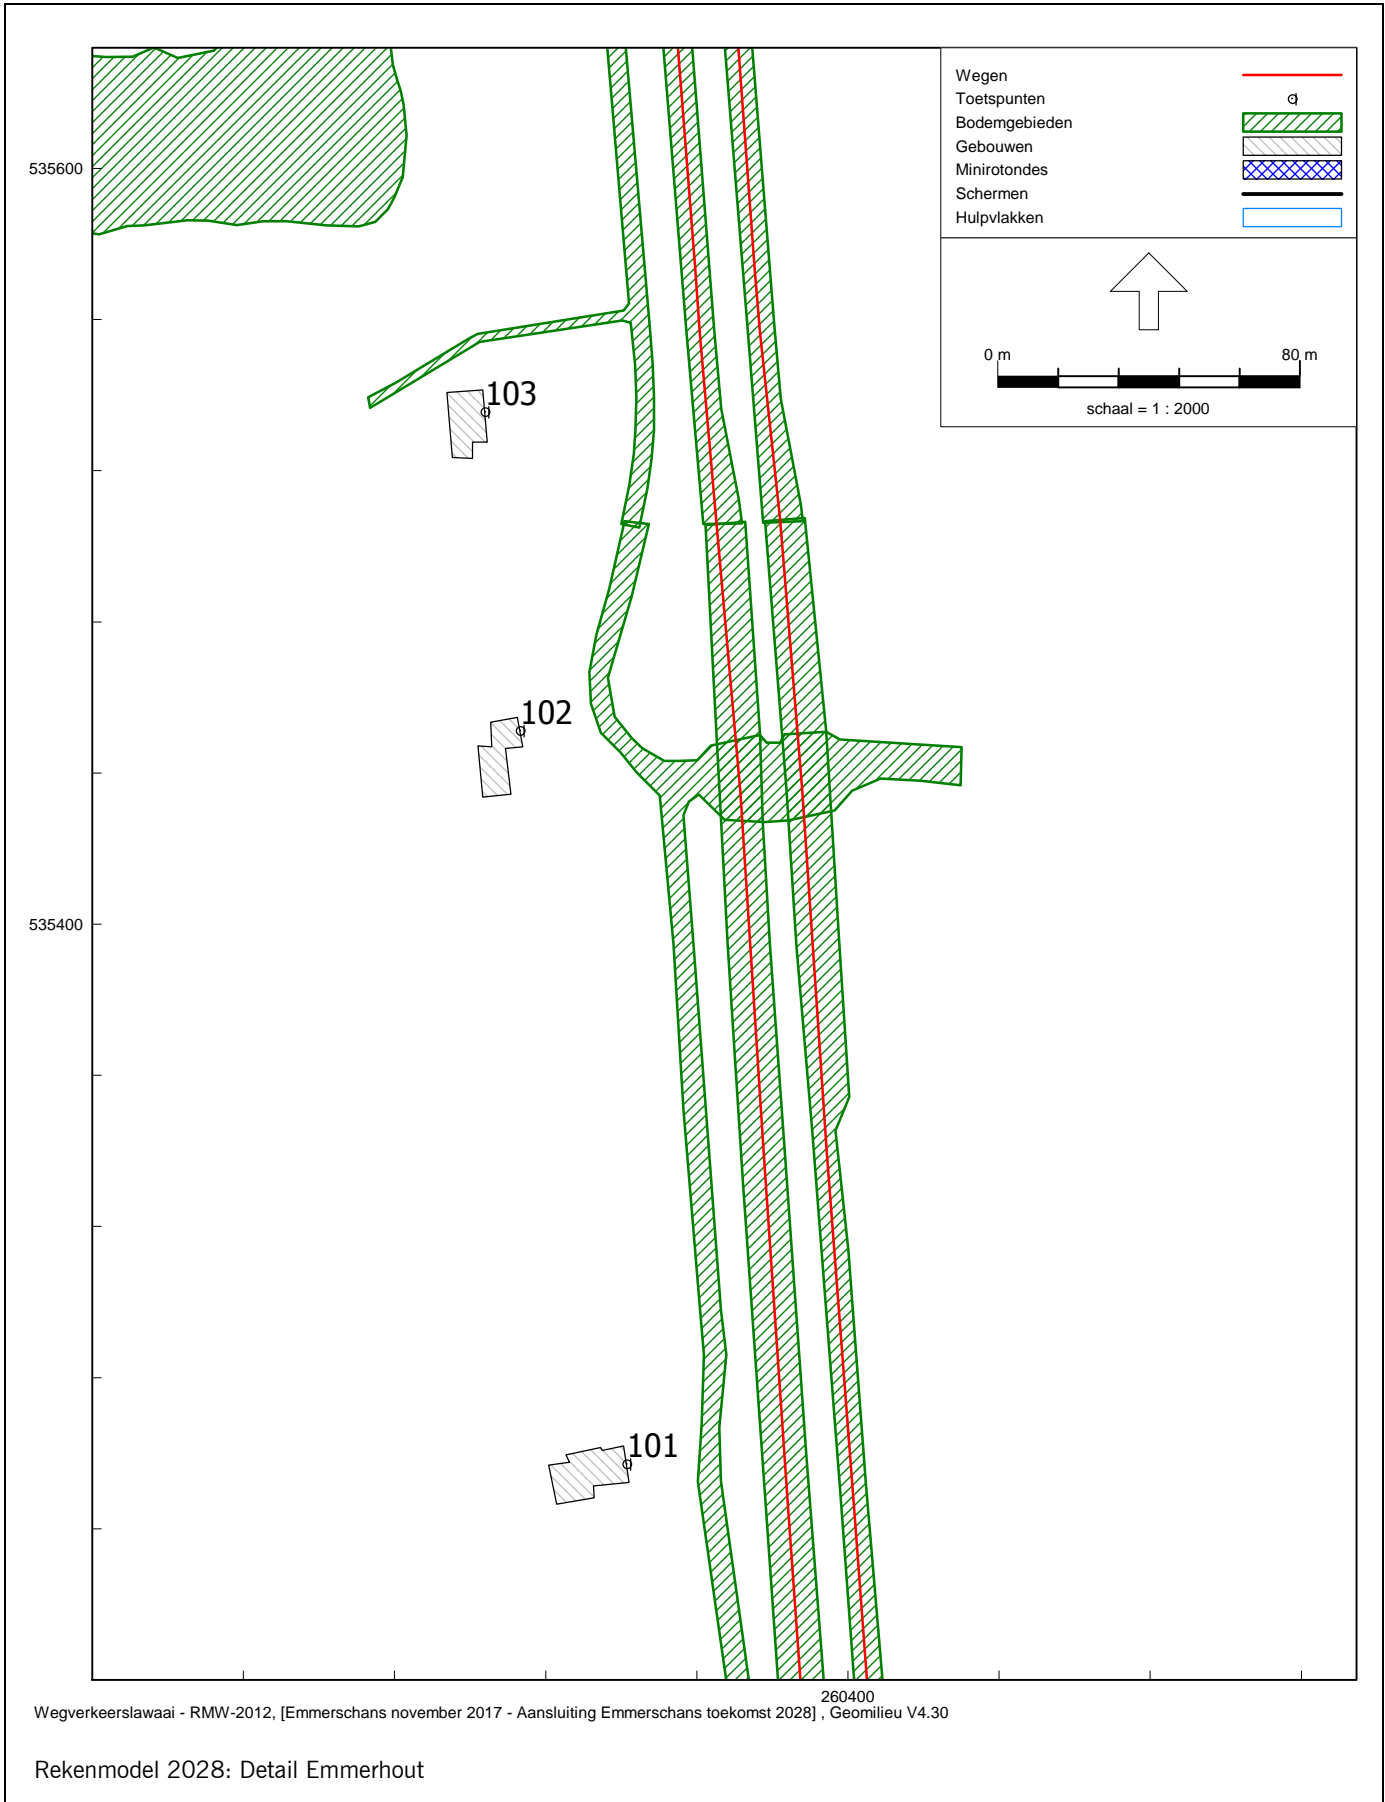 Wegen
Toetspunten
Bodemgebieden
Gebouwen
Minirotondes
Schermen
Hulpvlakken
0 m 80 m
schaal = 1 : 2000
535600
103
102
535400
101
260400
Wegverkeerslawaai - RMW-2012, [Emmerschans november 2017 - Aansluiting Emmerschans toekomst 2028] , Geomilieu V4.30
Rekenmodel 2028: Detail Emmerhout